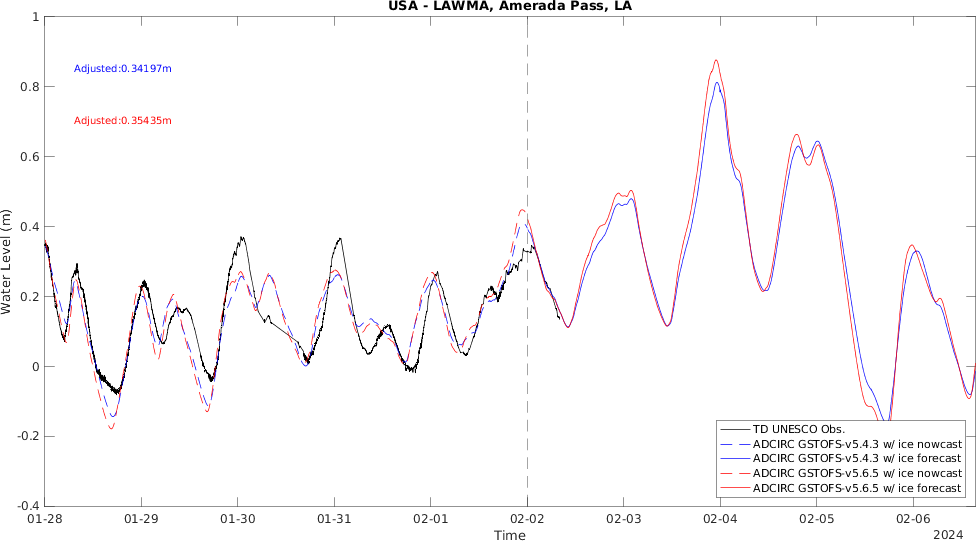 USA - LAWMA, Amerada Pass, LA
1
Adjusted:0.34197m
0.8
Adjusted:0.35435m
0.6
0.4
Water Level (m)
0.2
0
-0.2
TD UNESCO Obs.
ADCIRC GSTOFS-v5.4.3 w/ ice nowcast
ADCIRC GSTOFS-v5.4.3 w/ ice forecast
ADCIRC GSTOFS-v5.6.5 w/ ice nowcast
ADCIRC GSTOFS-v5.6.5 w/ ice forecast
-0.4
01-28 01-29 01-30 01-31 02-01 02-02 02-03 02-04 02-05 02-06
Time
2024